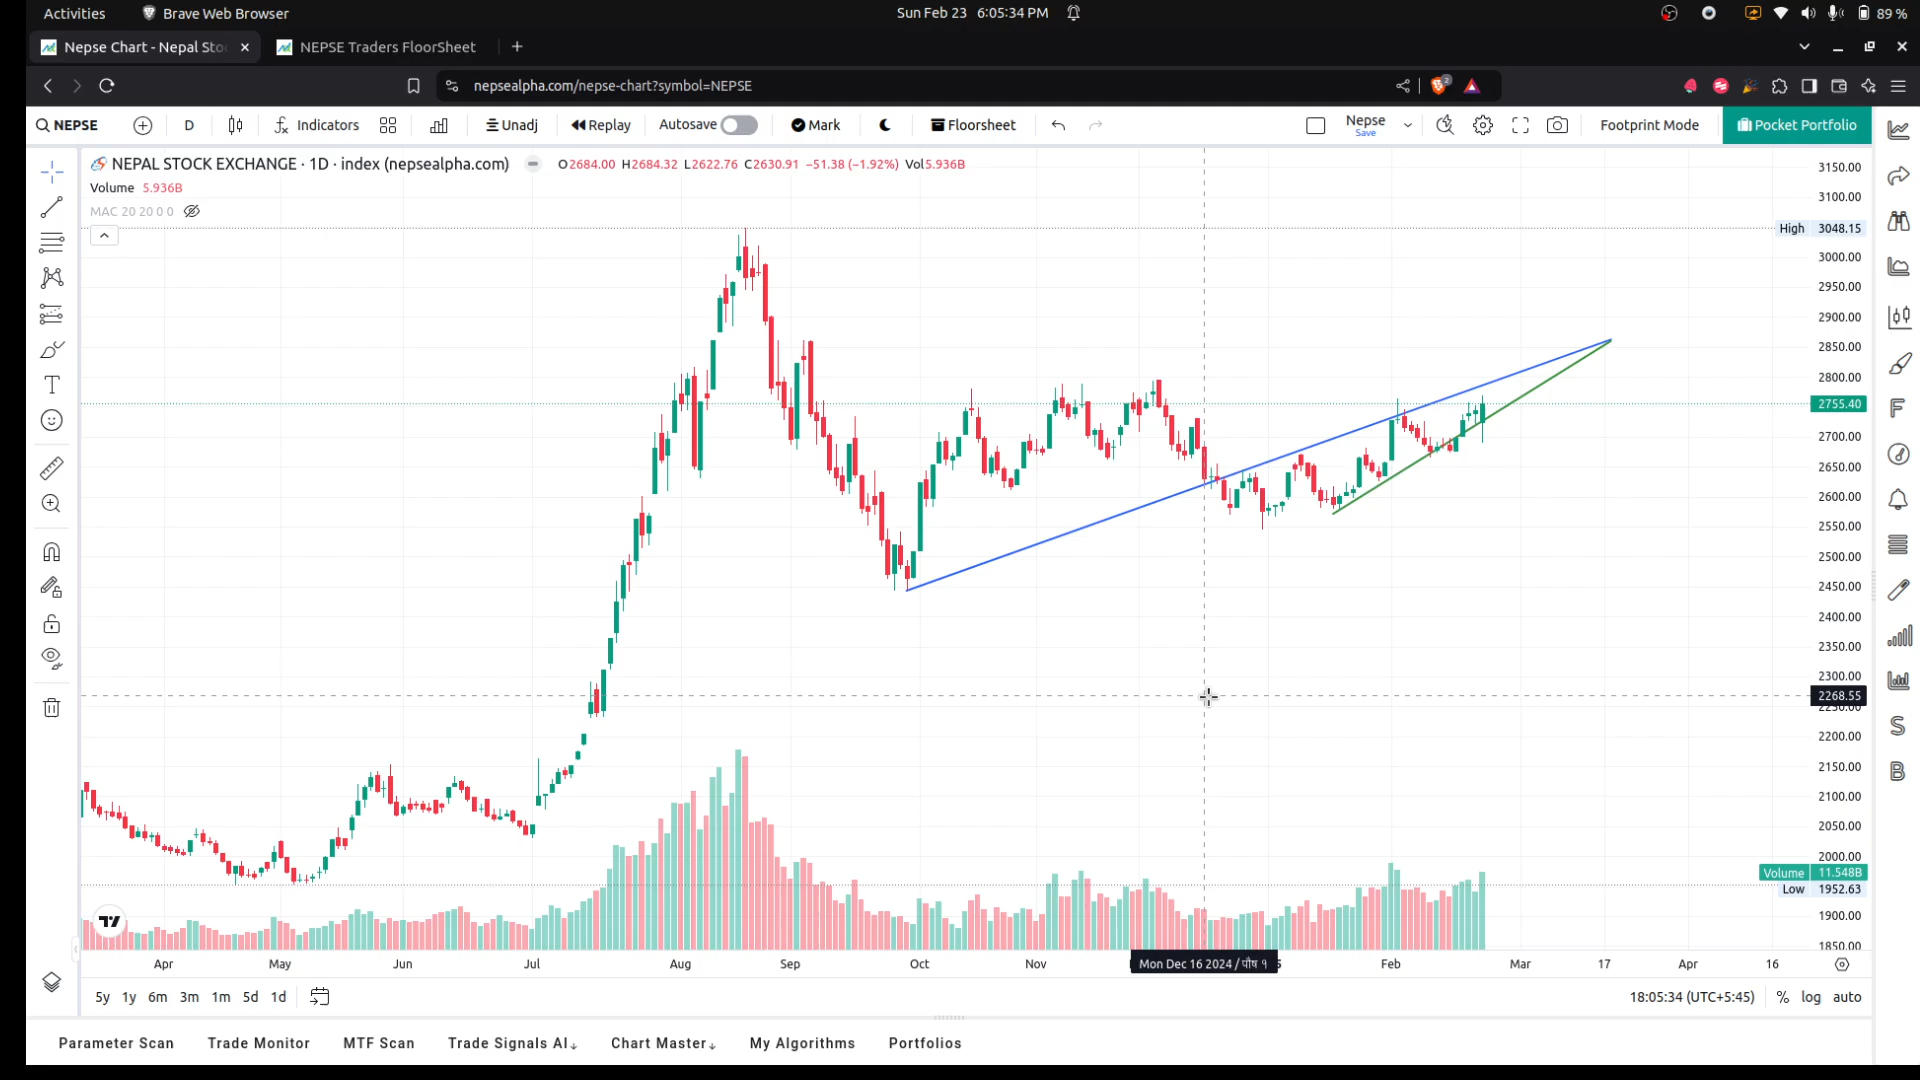 Activities Brave Web Browser Sun Feb 23 6:05:34 PM 89 %
Nepse Chart - Nepal Sto NEPSE Traders FloorSheet
nepsealpha.com/nepse-chart?symbol=NEPSE 2
NEPSE D Indicators Unadj Replay Autosave Mark Floorsheet Nepse Save Footprint Mode Pocket Portfolio
NEPAL STOCK EXCHANGE · 1D · index (nepsealpha.com) O2684.00 H2684.32 L2622.76 C2630.91 −51.38 (−1.92%) Vol5.936B
Volume 5.936B
MAC 20 20 0 0
3150.00
3100.00
High 3048.15
3000.00
2950.00
2900.00
2850.00
2800.00
2755.40
2700.00
2650.00
2600.00
2550.00
2500.00
2450.00
2400.00
2350.00
2300.00
2268.55
2250.00
2200.00
2150.00
2100.00
2050.00
2000.00
Volume 11.548B
Low 1952.63
1900.00
1850.00
T
F
S
B
Apr May Jun Jul Aug Sep Oct Nov Mon Dec 16 2024 / पौष १ Feb Mar 17 Apr 16
5y 1y 6m 3m 1m 5d 1d 18:05:34 (UTC+5:45) % log auto
Parameter Scan Trade Monitor MTF Scan Trade Signals AI↓ Chart Master↓ My Algorithms Portfolios